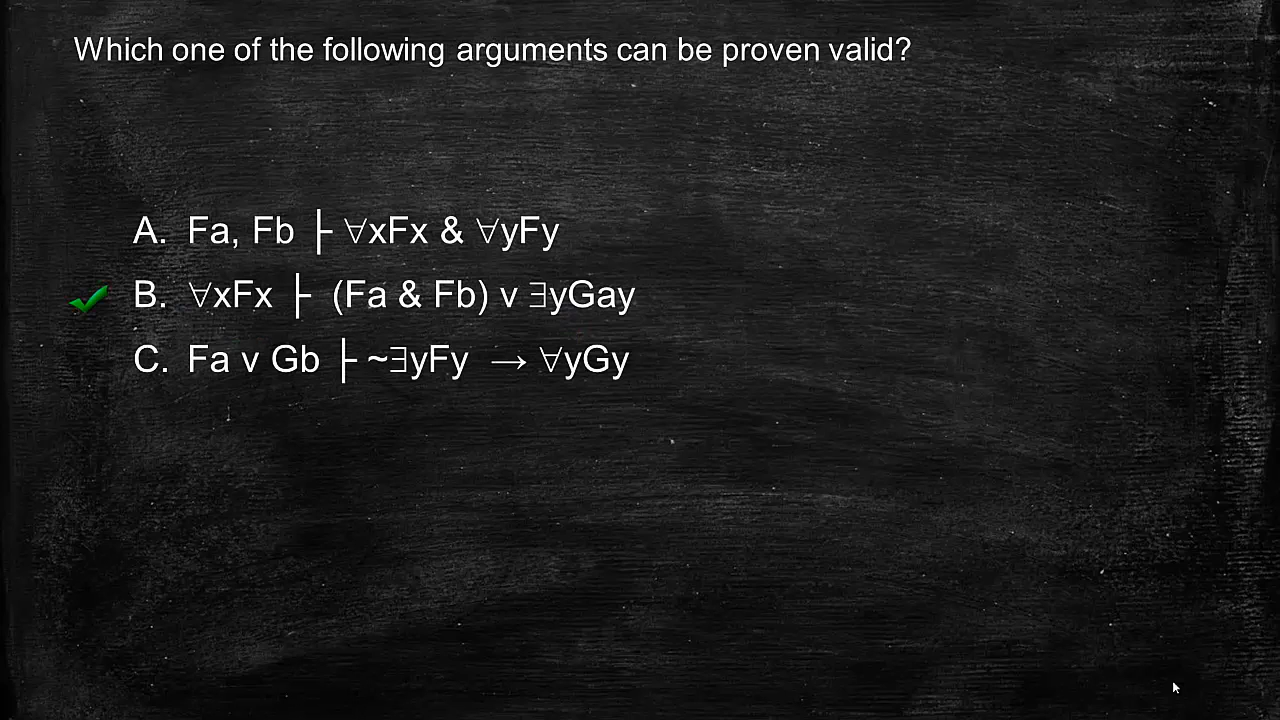 Which one of the following arguments can be proven valid?
A. Fa, Fb ├ ∀xFx & ∀yFy
B. ∀xFx ├ (Fa & Fb) v ∃yGay
C. Fa v Gb ├ ~∃yFy → ∀yGy